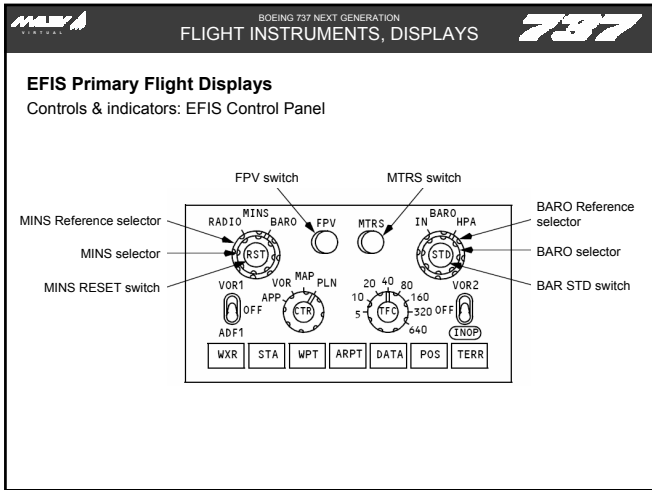 MALÉV
VIRTUAL
BOEING 737 NEXT GENERATION
FLIGHT INSTRUMENTS, DISPLAYS
737
EFIS Primary Flight Displays
Controls & indicators: EFIS Control Panel
FPV switch
MTRS switch
MINS Reference selector
MINS selector
MINS RESET switch
BARO Reference
selector
BARO selector
BAR STD switch
MINS
RADIO BARO
RST
FPV
MTRS
BARO
IN HPA
STD
VOR1
OFF
ADF1
APP VOR MAP PLN
CTR
5 10 20 40 80 160 320 640
TFC
VOR2
OFF
INOP
WXR STA WPT ARPT DATA POS TERR